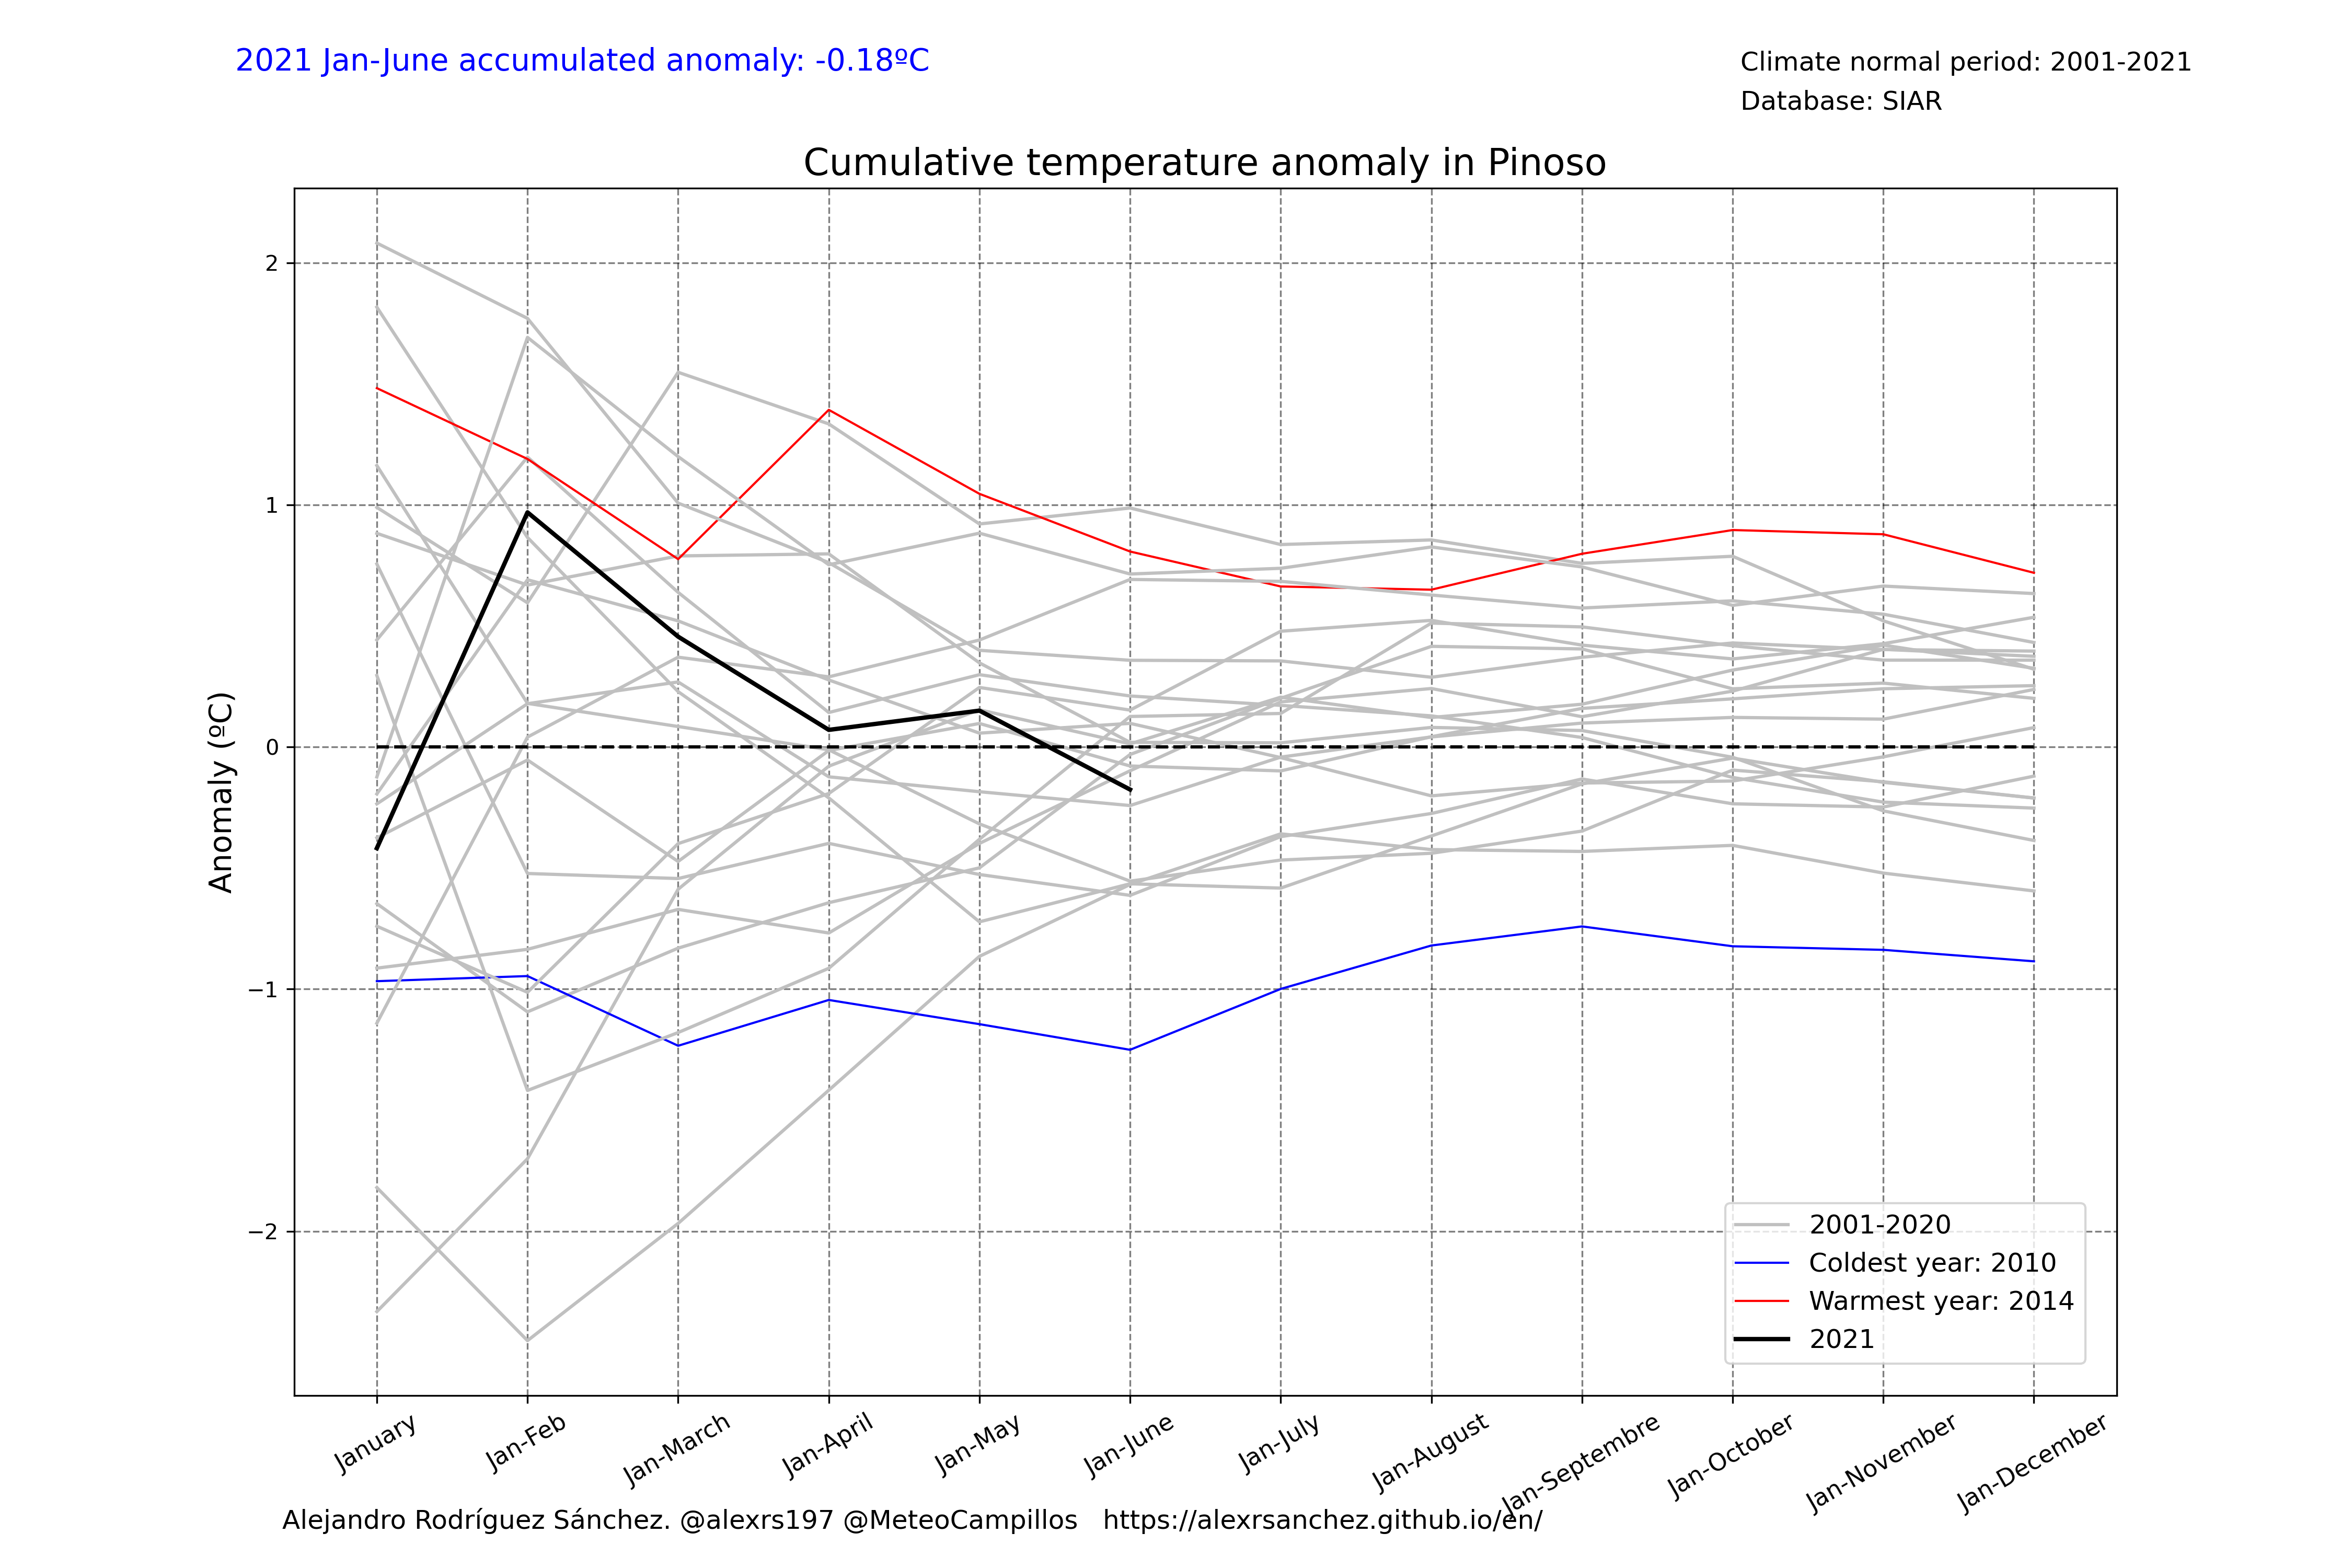 2021 Jan-June accumulated anomaly: -0.18ºC
Climate normal period: 2001-2021
Database: SIAR
Cumulative temperature anomaly in Pinoso
Anomaly (ºC)
2
1
0
−1
−2
2001-2020
Coldest year: 2010
Warmest year: 2014
2021
January
Jan-Feb
Jan-March
Jan-April
Jan-May
Jan-June
Jan-July
Jan-August
Jan-Septembre
Jan-October
Jan-November
Jan-December
Alejandro Rodríguez Sánchez. @alexrs197 @MeteoCampillos   https://alexrsanchez.github.io/en/